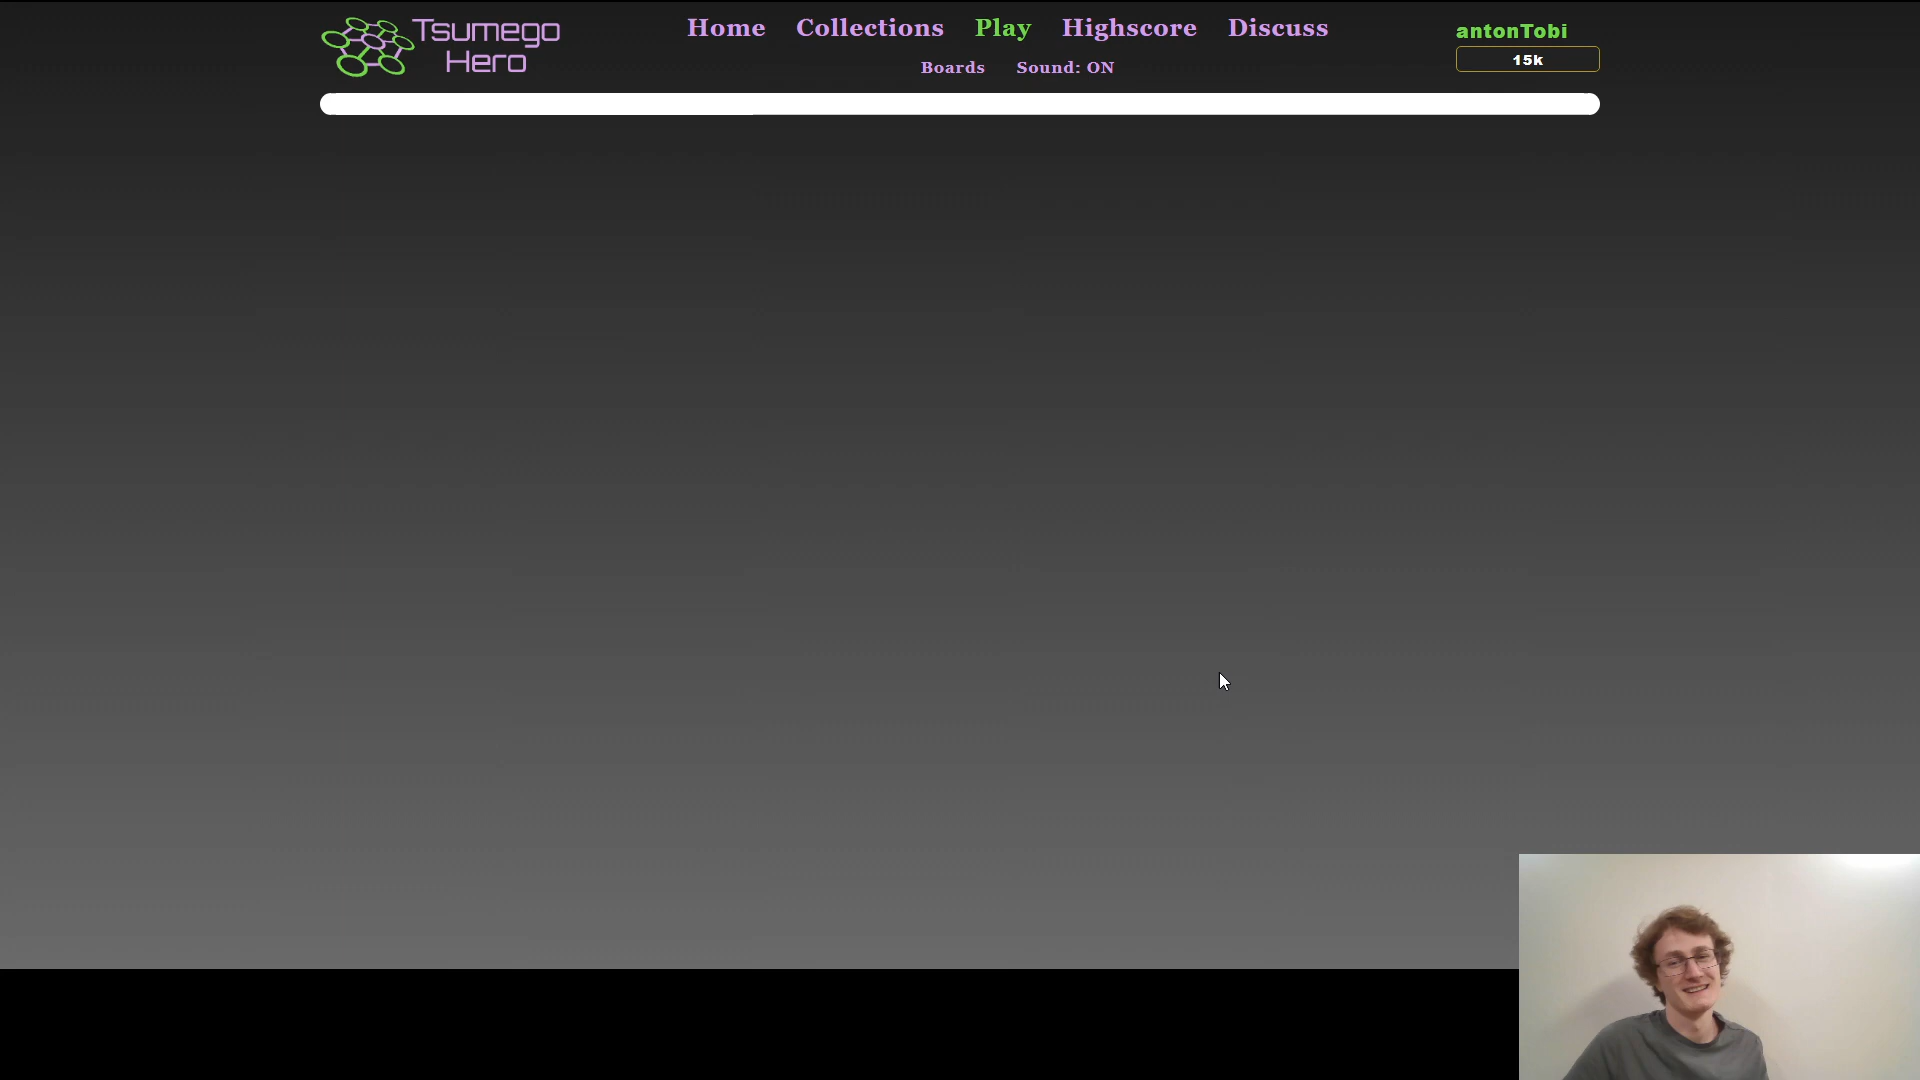 Tsumego
Hero
Home Collections Play Highscore Discuss
Boards Sound: ON
antonTobi
15k